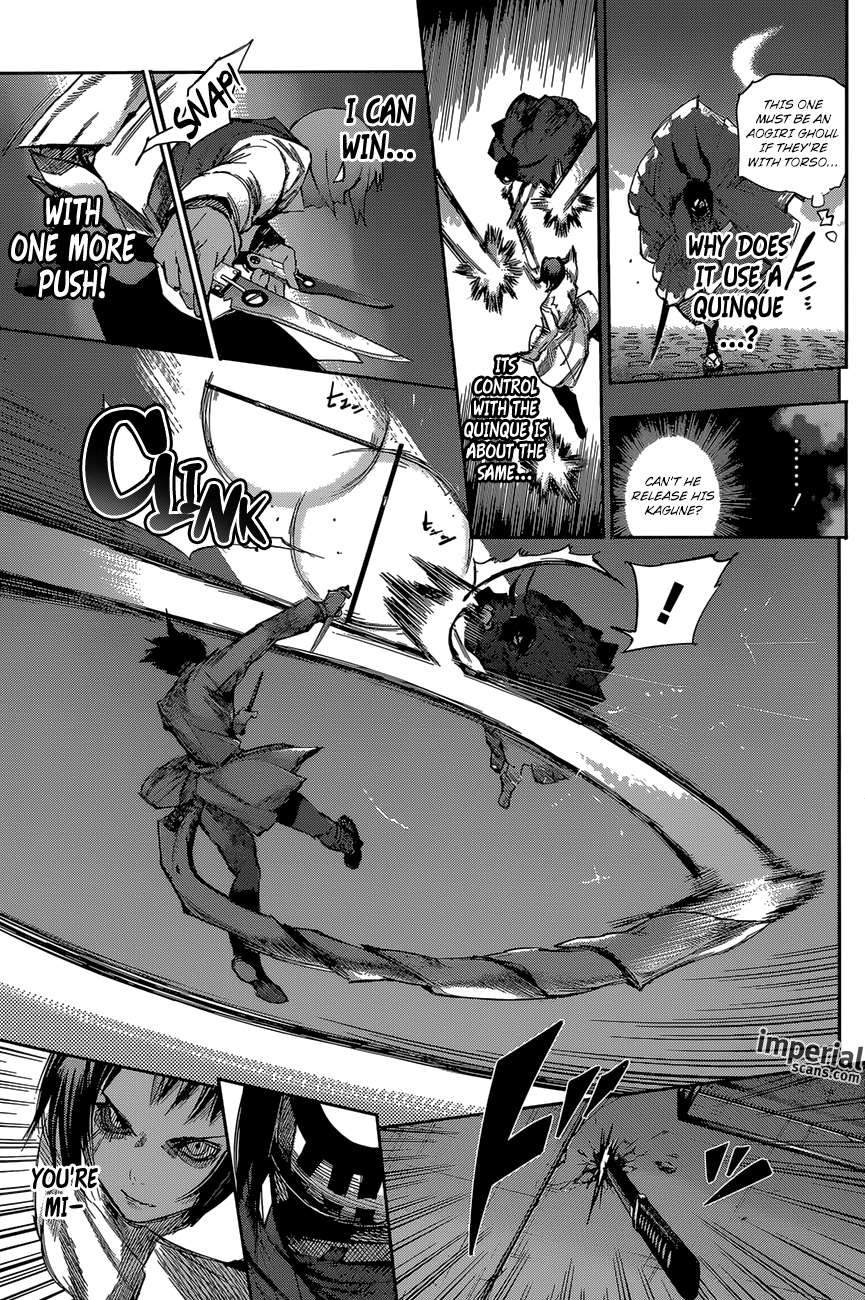 THIS ONE
MUST BE AN
AOGIRI GHOUL
IF THEY'RE
WITH TORSO...
WHY DOES
IT USE A
QUINQUE
...?
ITS
CONTROL
WITH THE
QUINQUE IS
ABOUT THE
SAME...
CAN'T HE
RELEASE HIS
KAGUNE?
I CAN
WIN...
SNAP!
WITH
ONE MORE
PUSH!
CLINK
!
imperial
scans.com
YOU'RE
MI-